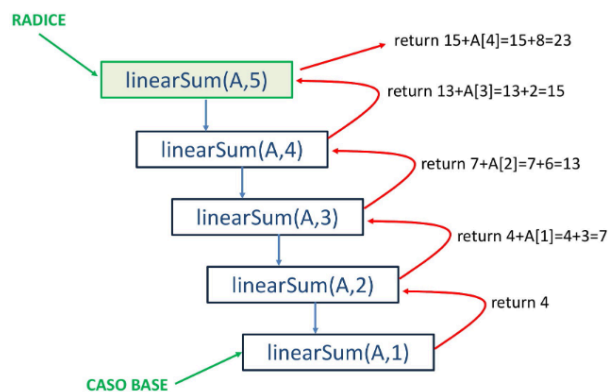 RADICE
return 15+A[4]=15+8=23
linearSum(A,5)
return 13+A[3]=13+2=15
linearSum(A,4)
return 7+A[2]=7+6=13
linearSum(A,3)
return 4+A[1]=4+3=7
linearSum(A,2)
return 4
linearSum(A,1)
CASO BASE